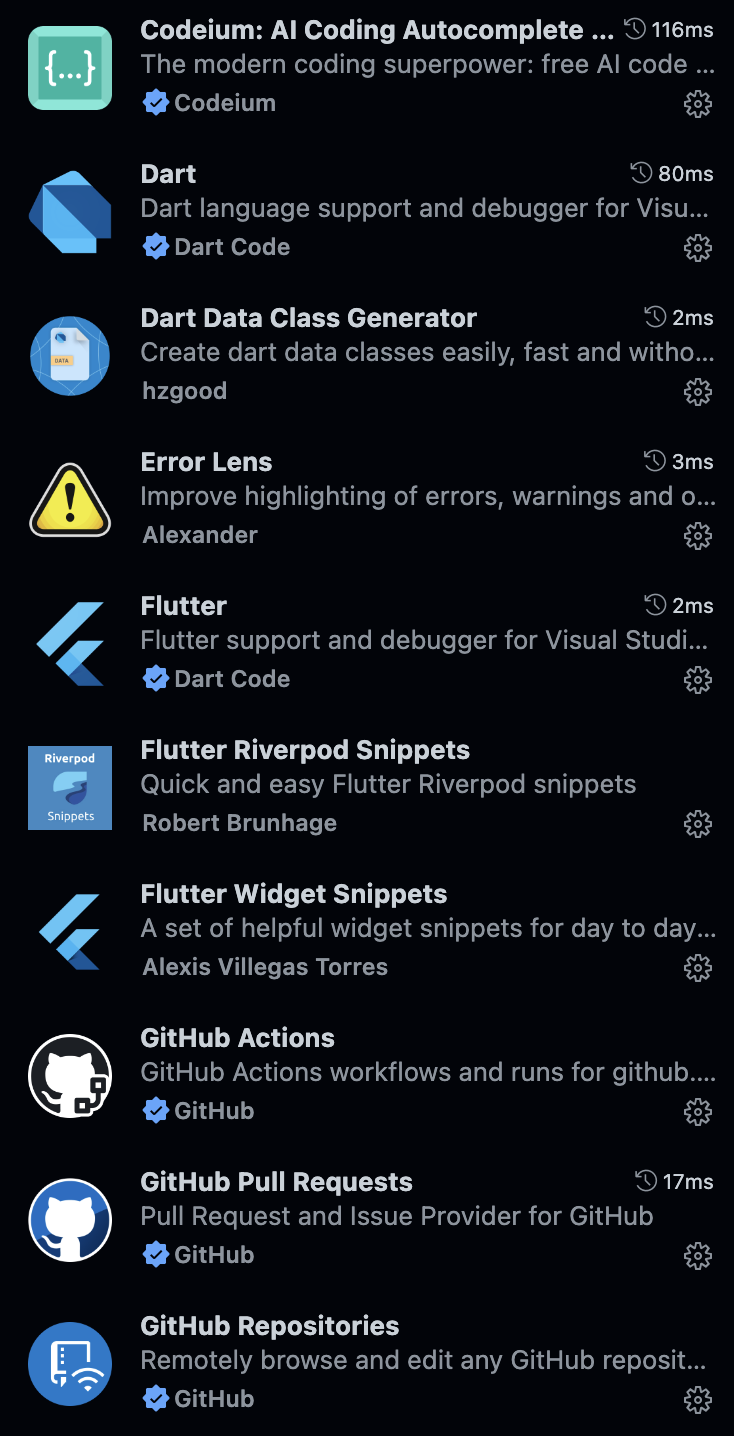 Codeium: AI Coding Autocomplete ... 116ms
The modern coding superpower: free AI code ...
Codeium
Dart 80ms
Dart language support and debugger for Visu...
Dart Code
Dart Data Class Generator 2ms
DATA
Create dart data classes easily, fast and witho...
hzgood
Error Lens 3ms
Improve highlighting of errors, warnings and o...
Alexander
Flutter 2ms
Flutter support and debugger for Visual Studi...
Dart Code
Riverpod
Snippets
Flutter Riverpod Snippets
Quick and easy Flutter Riverpod snippets
Robert Brunhage
Flutter Widget Snippets
A set of helpful widget snippets for day to day...
Alexis Villegas Torres
GitHub Actions
GitHub Actions workflows and runs for github....
GitHub
GitHub Pull Requests 17ms
Pull Request and Issue Provider for GitHub
GitHub
GitHub Repositories
Remotely browse and edit any GitHub reposit...
GitHub